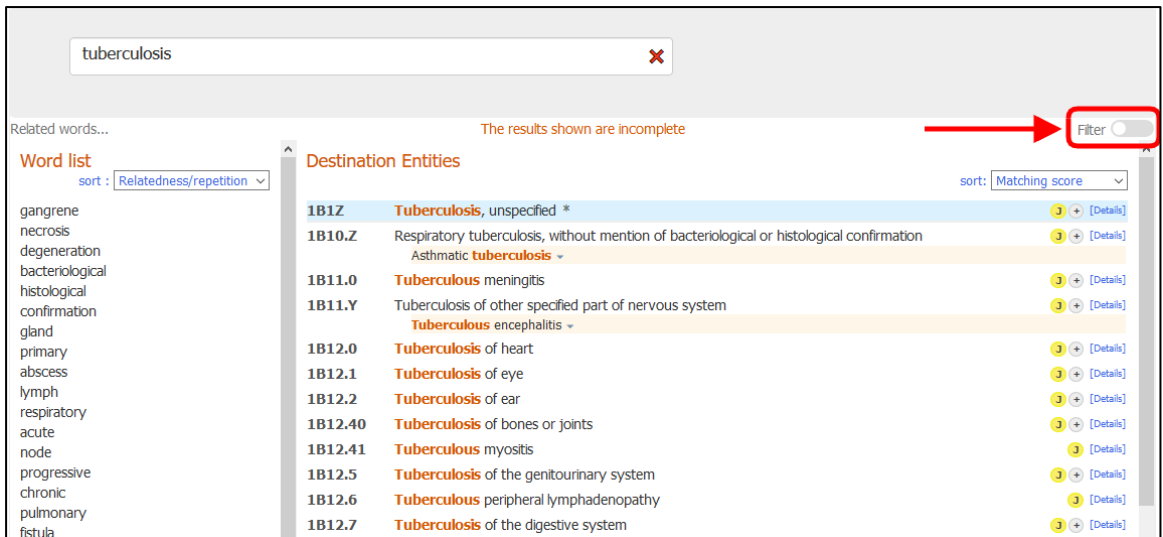 tuberculosis
Related words...
The results shown are incomplete
Filter
Word list
sort : Relatedness/repetition
gangrene
necrosis
degeneration
bacteriological
histological
confirmation
gland
primary
abscess
lymph
respiratory
acute
node
progressive
chronic
pulmonary
fistula
Destination Entities
sort: Matching score
1B1Z Tuberculosis, unspecified * J + [Details]
1B10.Z Respiratory tuberculosis, without mention of bacteriological or histological confirmation J + [Details]
Asthmatic tuberculosis
1B11.0 Tuberculous meningitis J + [Details]
1B11.Y Tuberculosis of other specified part of nervous system J + [Details]
Tuberculous encephalitis
1B12.0 Tuberculosis of heart J + [Details]
1B12.1 Tuberculosis of eye J + [Details]
1B12.2 Tuberculosis of ear J + [Details]
1B12.40 Tuberculosis of bones or joints J + [Details]
1B12.41 Tuberculous myositis J [Details]
1B12.5 Tuberculosis of the genitourinary system J + [Details]
1B12.6 Tuberculous peripheral lymphadenopathy J [Details]
1B12.7 Tuberculosis of the digestive system J + [Details]